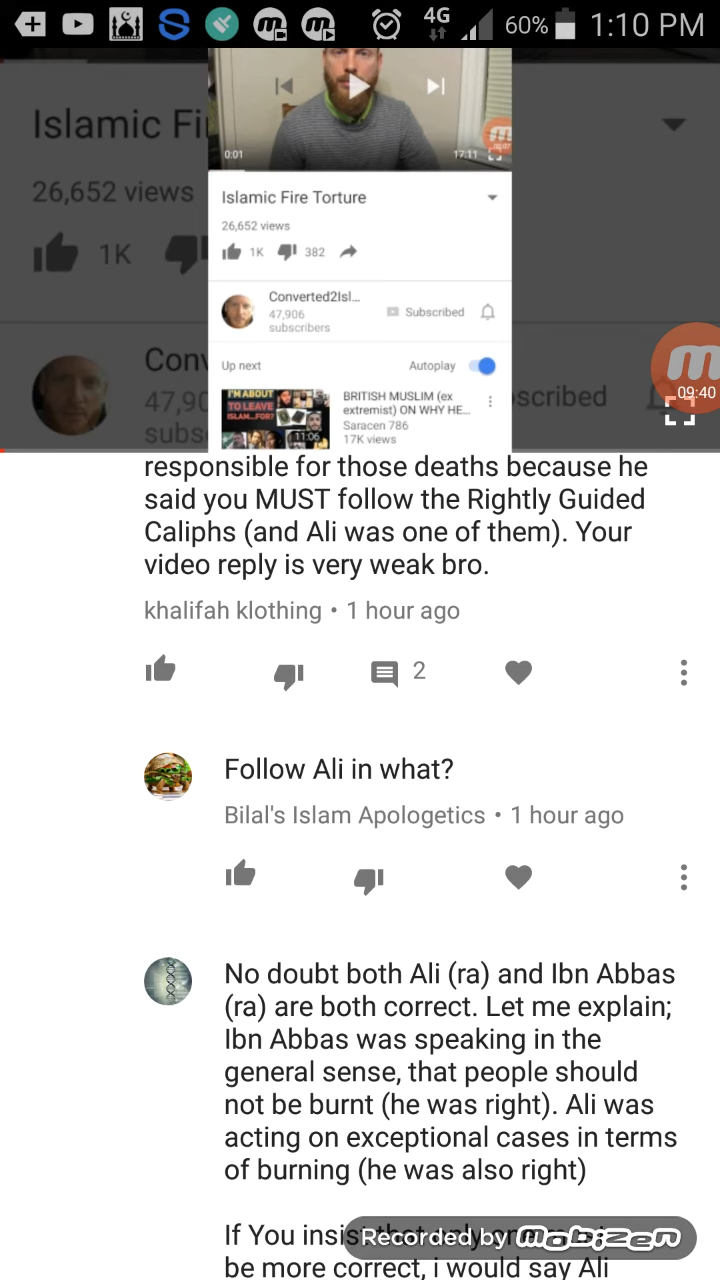 4G 60% 1:10 PM
Islamic Fi
26,652 views
1K
Conv
47,90
subs
scribed
09:40
0:01
17:11
Islamic Fire Torture
26,652 views
1K 382
Converted2Isl...
47,906
subscribers
Subscribed
Up next
Autoplay
I'M ABOUT
TO LEAVE
ISLAM...FOR?
11:06
BRITISH MUSLIM (ex
extremist) ON WHY HE...
Saracen 786
17K views
responsible for those deaths because he
said you MUST follow the Rightly Guided
Caliphs (and Ali was one of them). Your
video reply is very weak bro.
khalifah klothing • 1 hour ago
2
Follow Ali in what?
Bilal's Islam Apologetics • 1 hour ago
No doubt both Ali (ra) and Ibn Abbas
(ra) are both correct. Let me explain;
Ibn Abbas was speaking in the
general sense, that people should
not be burnt (he was right). Ali was
acting on exceptional cases in terms
of burning (he was also right)
If You insist that only one
be more correct, i would say Ali
Recorded by mobizen